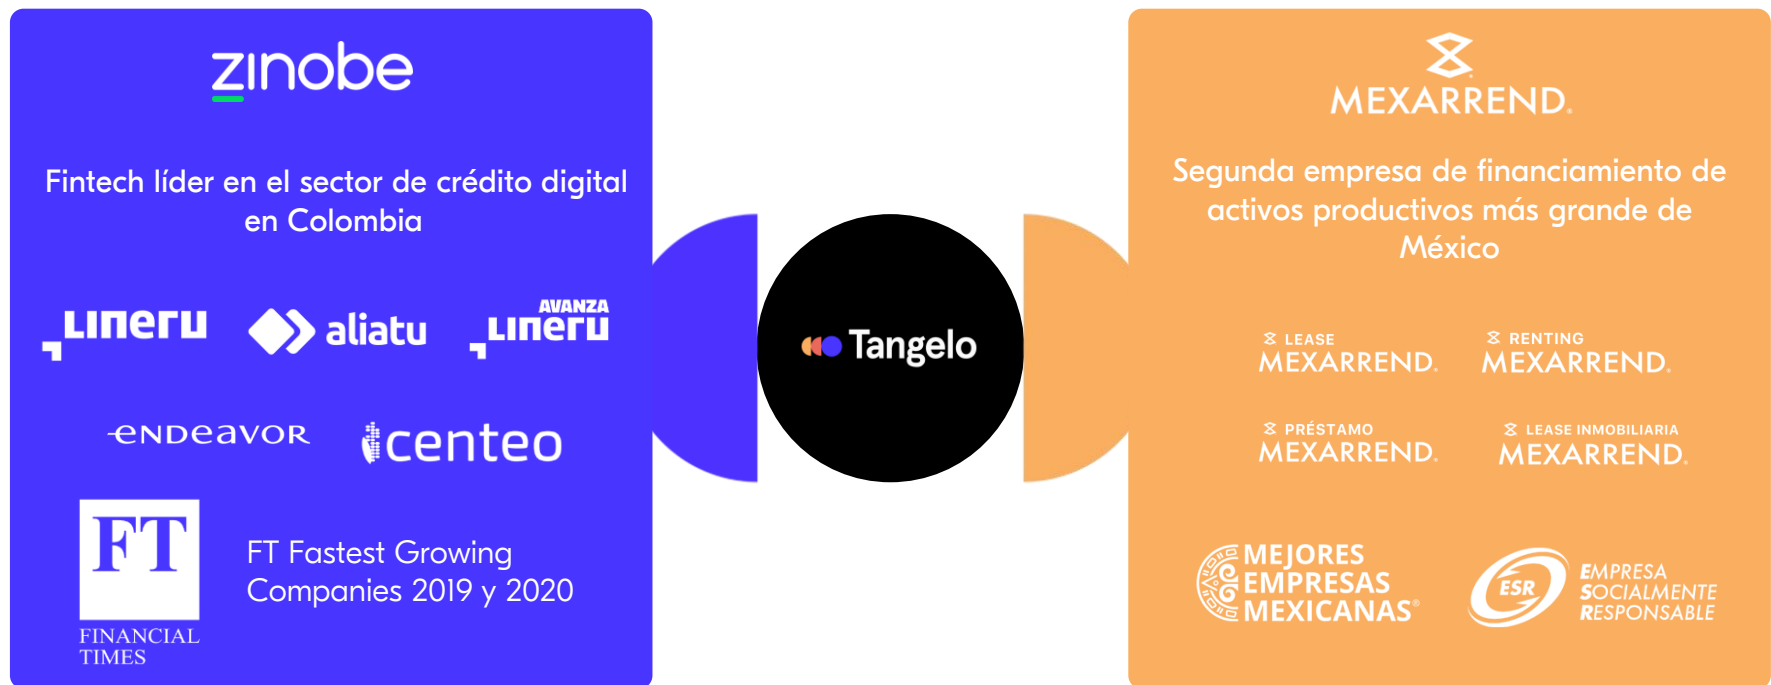 zinobe
Fintech líder en el sector de crédito digital
en Colombia
LINERU
aliatu
AVANZA
LINERU
ENDEAVOR
centeo
FT
FINANCIAL
TIMES
FT Fastest Growing
Companies 2019 y 2020
Tangelo
MEXARREND®
Segunda empresa de financiamiento de
activos productivos más grande de
México
LEASE
MEXARREND®
RENTING
MEXARREND®
PRÉSTAMO
MEXARREND®
LEASE INMOBILIARIA
MEXARREND®
MEJORES
EMPRESAS
MEXICANAS®
ESR
EMPRESA
SOCIALMENTE
RESPONSABLE